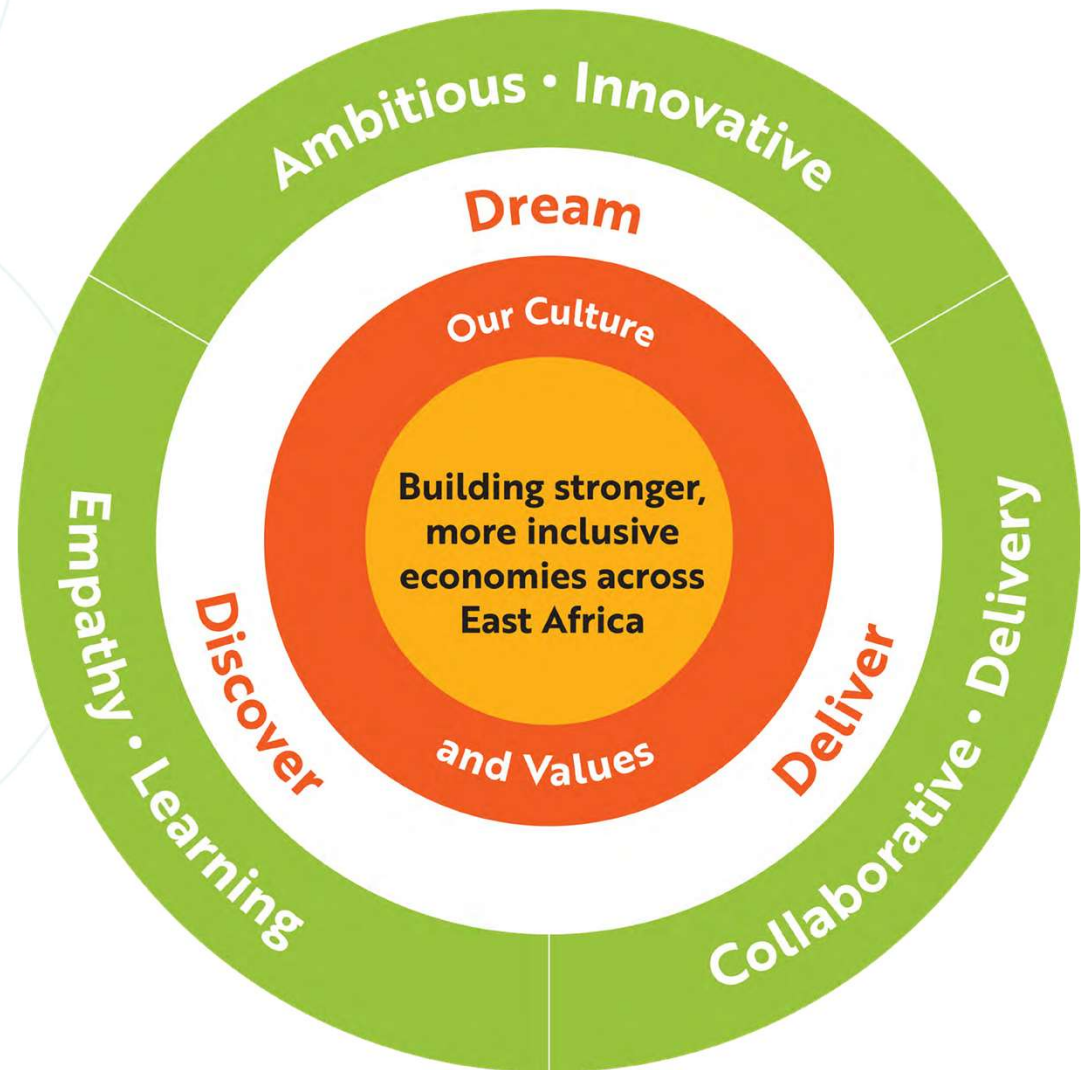 Ambitious • Innovative
Dream
Our Culture
Building stronger,
more inclusive
economies across
East Africa
and Values
Discover
Deliver
Empathy • Learning
Collaborative • Delivery